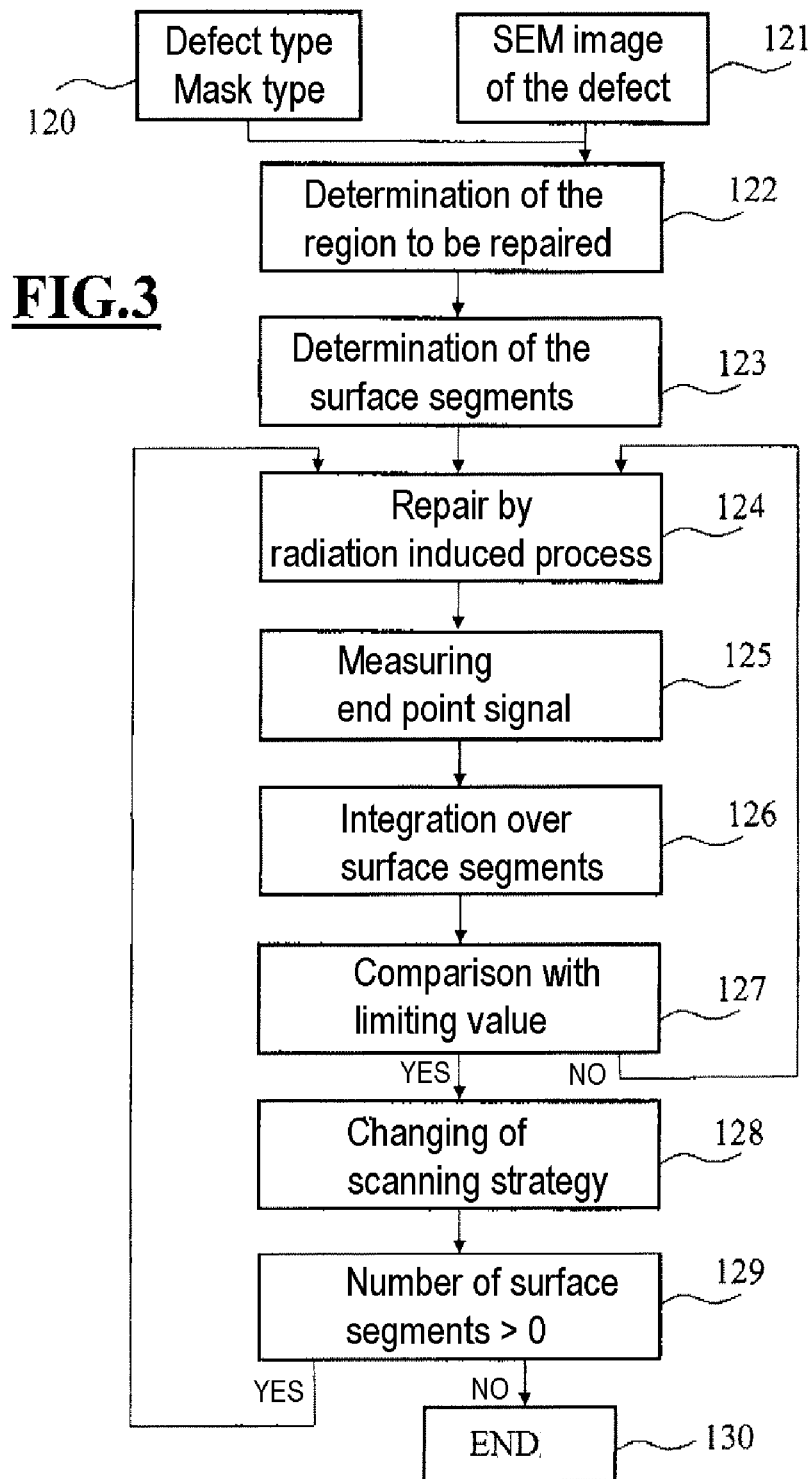 Defect type
Mask type
120
SEM image
of the defect
121
Determination of the
region to be repaired
122
FIG.3
Determination of the
surface segments
123
Repair by
radiation induced process
124
Measuring
end point signal
125
Integration over
surface segments
126
Comparison with
limiting value
127
YES
NO
Changing of
scanning strategy
128
Number of surface
segments > 0
129
YES
NO
END
130